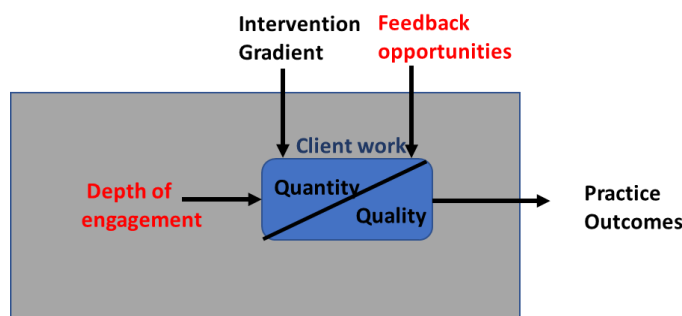 Intervention
Gradient
Feedback
opportunities
Client work
Depth of
engagement
Quantity
Quality
Practice
Outcomes